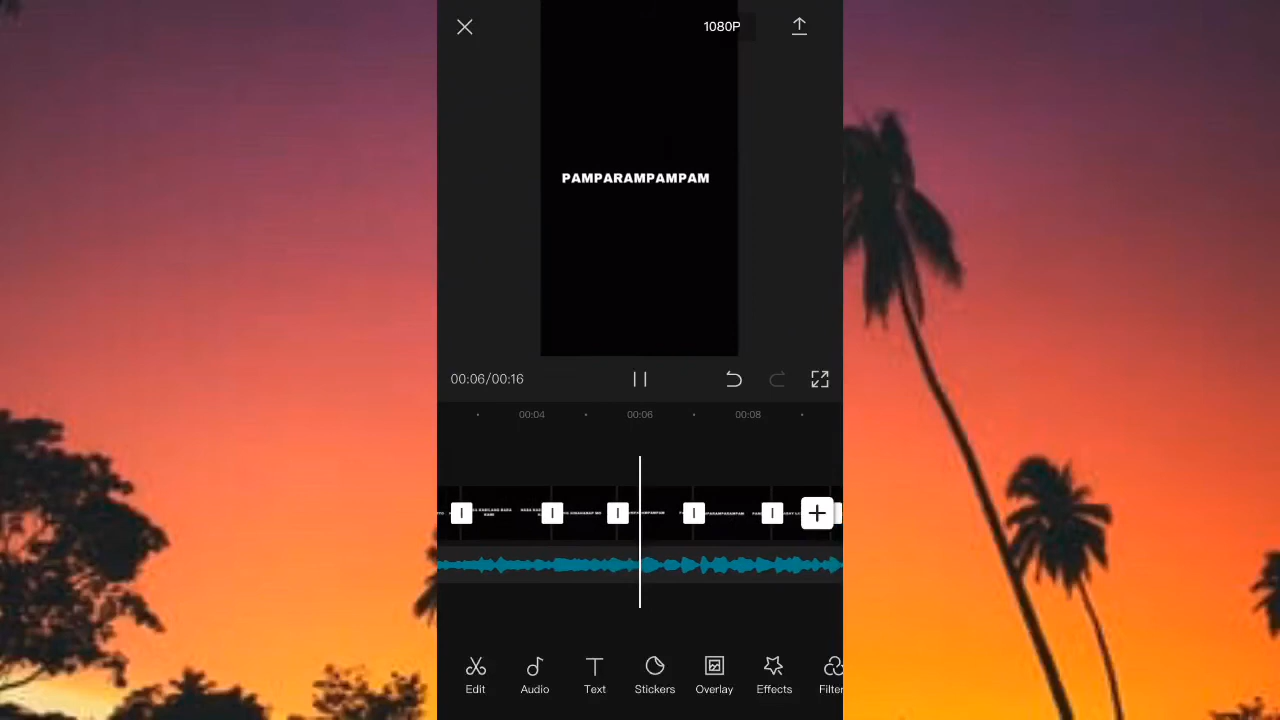 1080P
PAMPARAMPAMPAM
00:06/00:16
00:04
00:06
00:08
Edit
Audio
Text
Stickers
Overlay
Effects
Filter